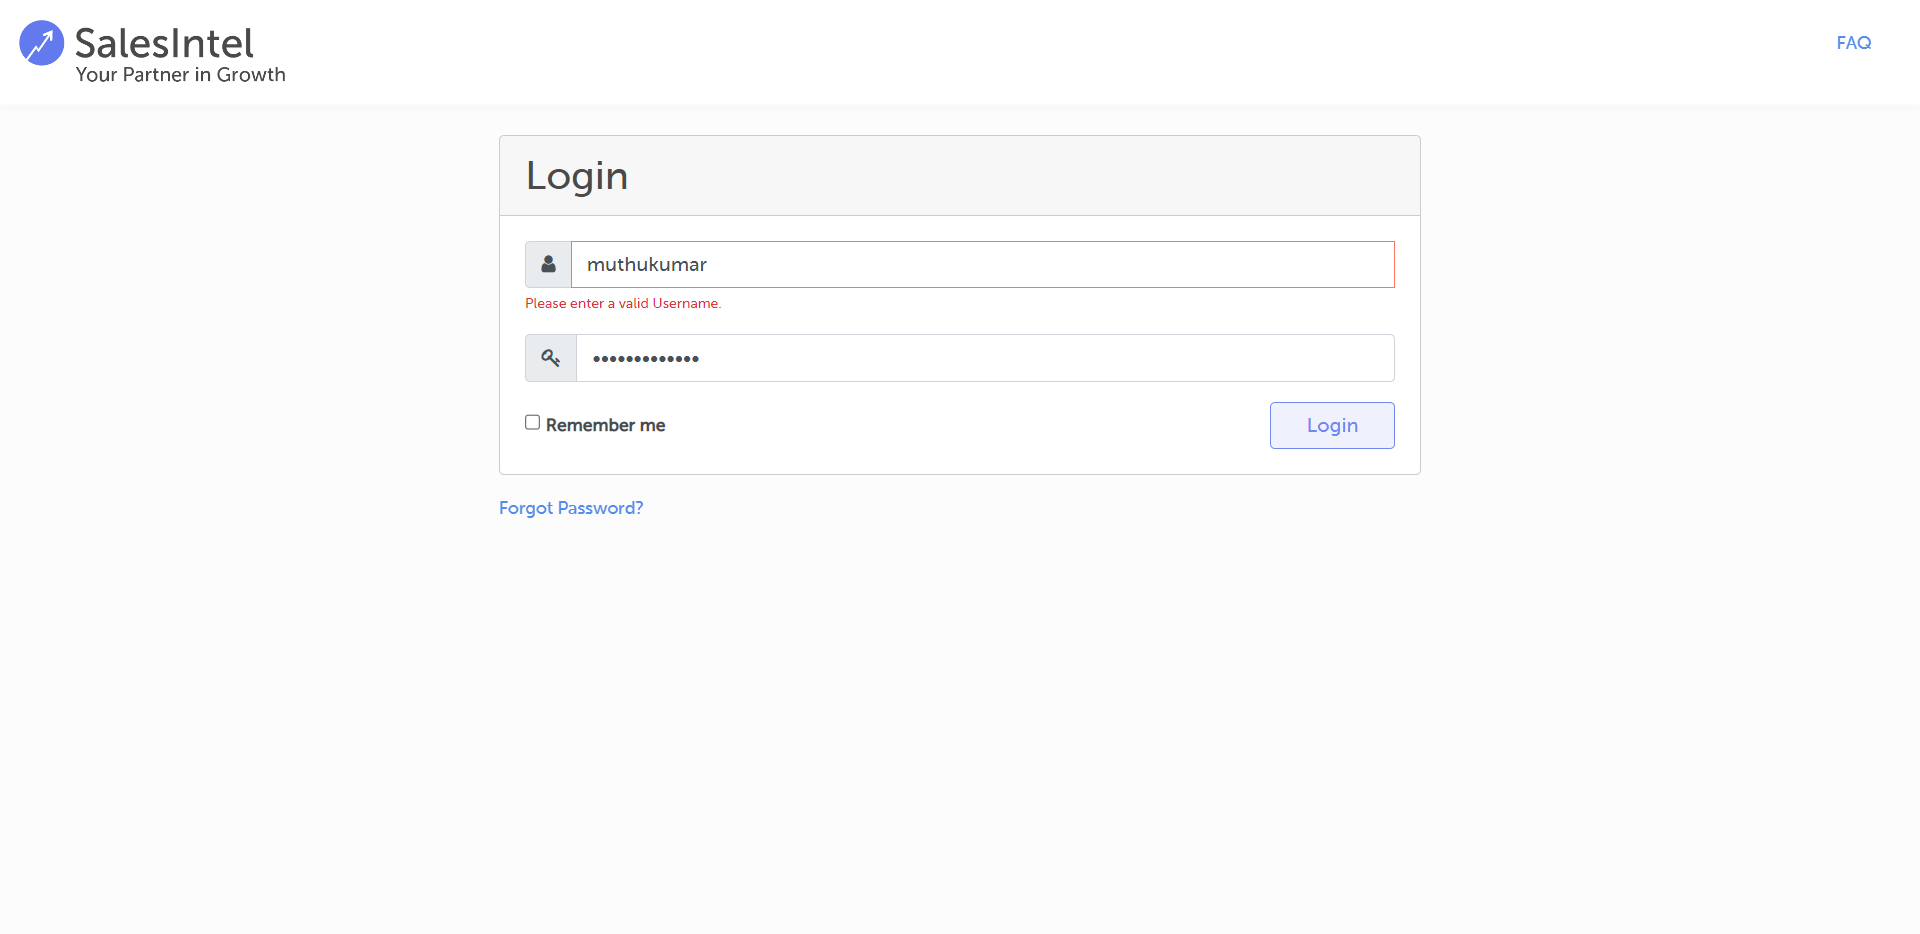 SalesIntel
Your Partner in Growth
FAQ
Login
muthukumar
Please enter a valid Username.
•••••••••••••
Remember me
Login
Forgot Password?